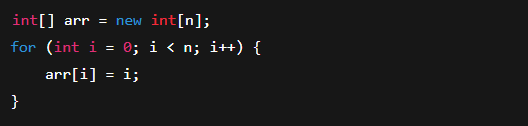 int[] arr = new int[n];
for (int i = 0; i < n; i++) {
    arr[i] = i;
}